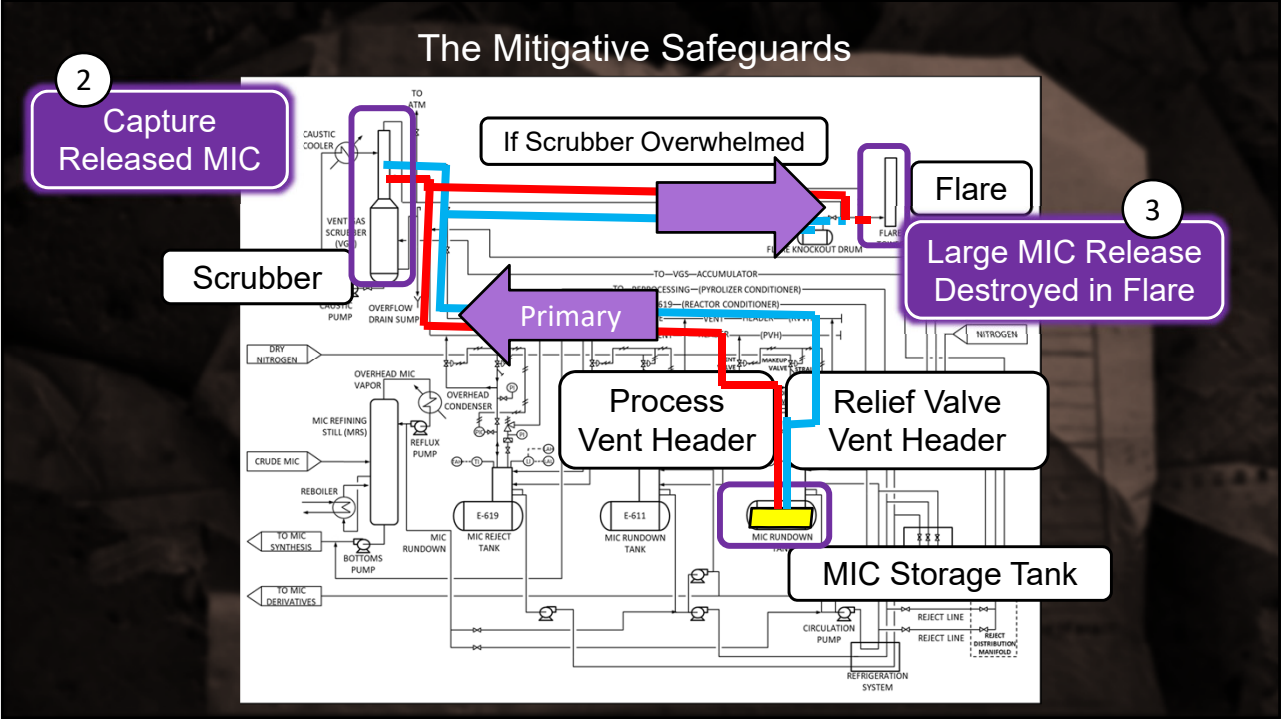 The Mitigative Safeguards
2
Capture
Released MIC
TO
ATM
CAUSTIC
COOLER
If Scrubber Overwhelmed
Flare
3
Large MIC Release
Destroyed in Flare
VENT GAS
FLARE
KNOCKOUT DRUM
Scrubber
PUMP
OVERFLOW
DRAIN SUMP
TO VGS ACCUMULATOR
(PYROLIZER CONDITIONER)
(REACTOR CONDITIONER)
VENT HEADER
(PVH)
Primary
NITROGEN
DRY
NITROGEN
MAKEUP
VALVE
OVERHEAD MIC
VAPOR
OVERHEAD
CONDENSER
PI
MIC REFINING
STILL (MRS)
REFLUX
PUMP
Process
Vent Header
Relief Valve
Vent Header
CRUDE MIC
REBOILER
E-619
MIC REJECT
TANK
E-611
MIC RUNDOWN
TANK
MIC RUNDOWN
MIC
RUNDOWN
TO MIC
SYNTHESIS
BOTTOMS
PUMP
MIC Storage Tank
TO MIC
DERIVATIVES
CIRCULATION
PUMP
REJECT LINE
REJECT LINE
REJECT
DISTRIBUTION
MANIFOLD
REFRIGERATION
SYSTEM